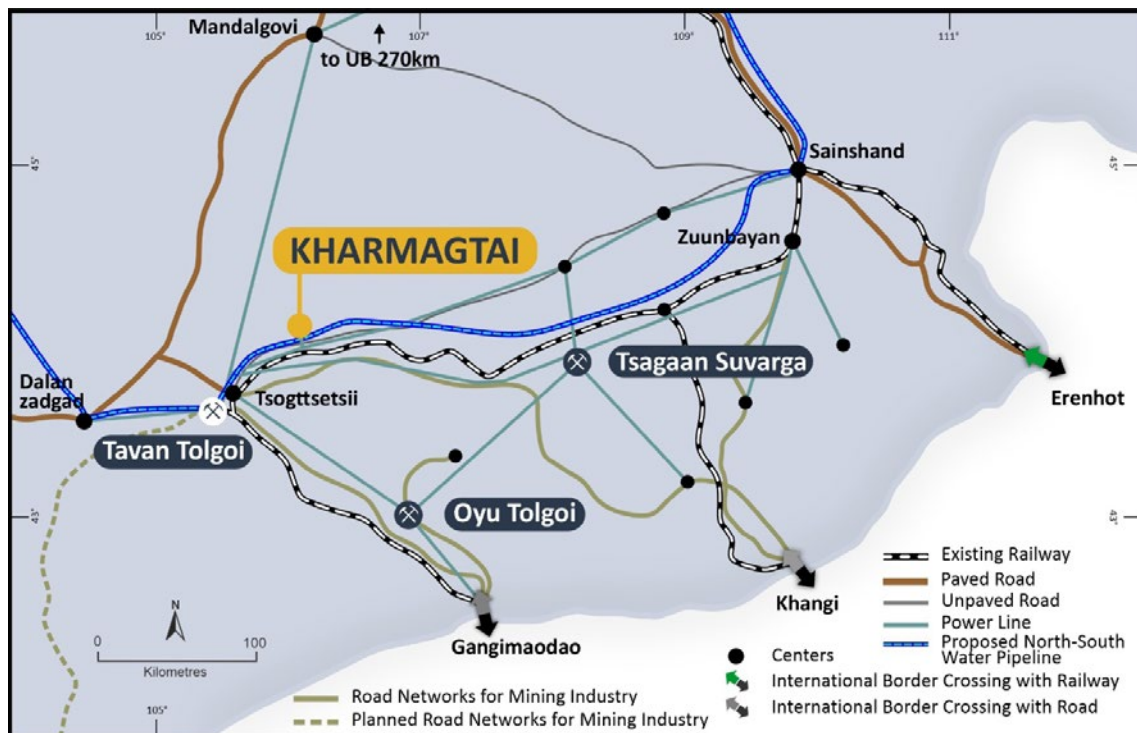 105°
107°
109°
111°
Mandalgovi
to UB 270km
45°
45°
Sainshand
KHARMAGTAI
Zuunbayan
Tsagaan Suvarga
Dalan
zadgad
Tsogttsetsii
Erenhot
Tavan Tolgoi
Oyu Tolgoi
43°
43°
Khangi
Gangimaodao
N
0 100
Kilometres
105°
Existing Railway
Paved Road
Unpaved Road
Power Line
Proposed North-South
Water Pipeline
Centers
International Border Crossing with Railway
International Border Crossing with Road
Road Networks for Mining Industry
Planned Road Networks for Mining Industry